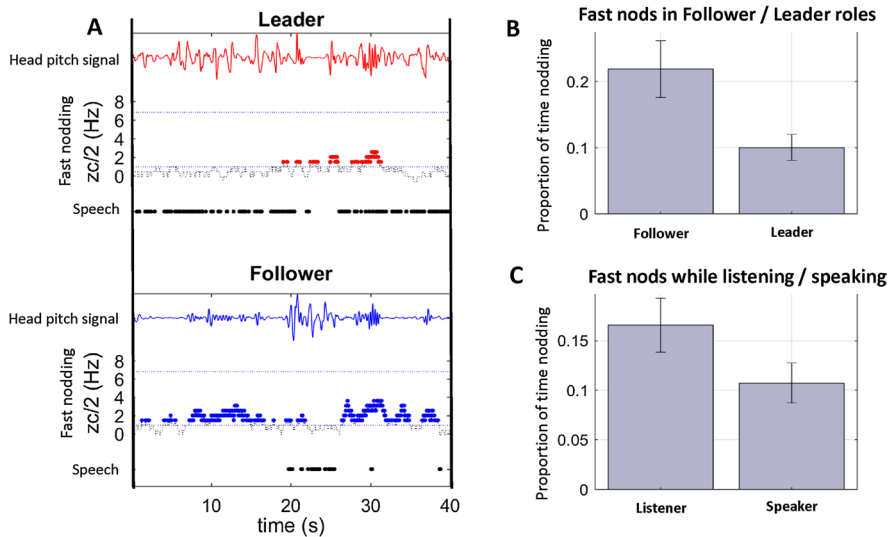 A
Leader
Head pitch signal
Fast nodding
zc/2 (Hz)
8
6
4
2
0
Speech
Follower
Head pitch signal
Fast nodding
zc/2 (Hz)
8
6
4
2
0
Speech
10 20 30 40
time (s)
B
Fast nods in Follower / Leader roles
Proportion of time nodding
0.2
0.1
0
Follower Leader
C
Fast nods while listening / speaking
Proportion of time nodding
0.15
0.1
0.05
0
Listener Speaker